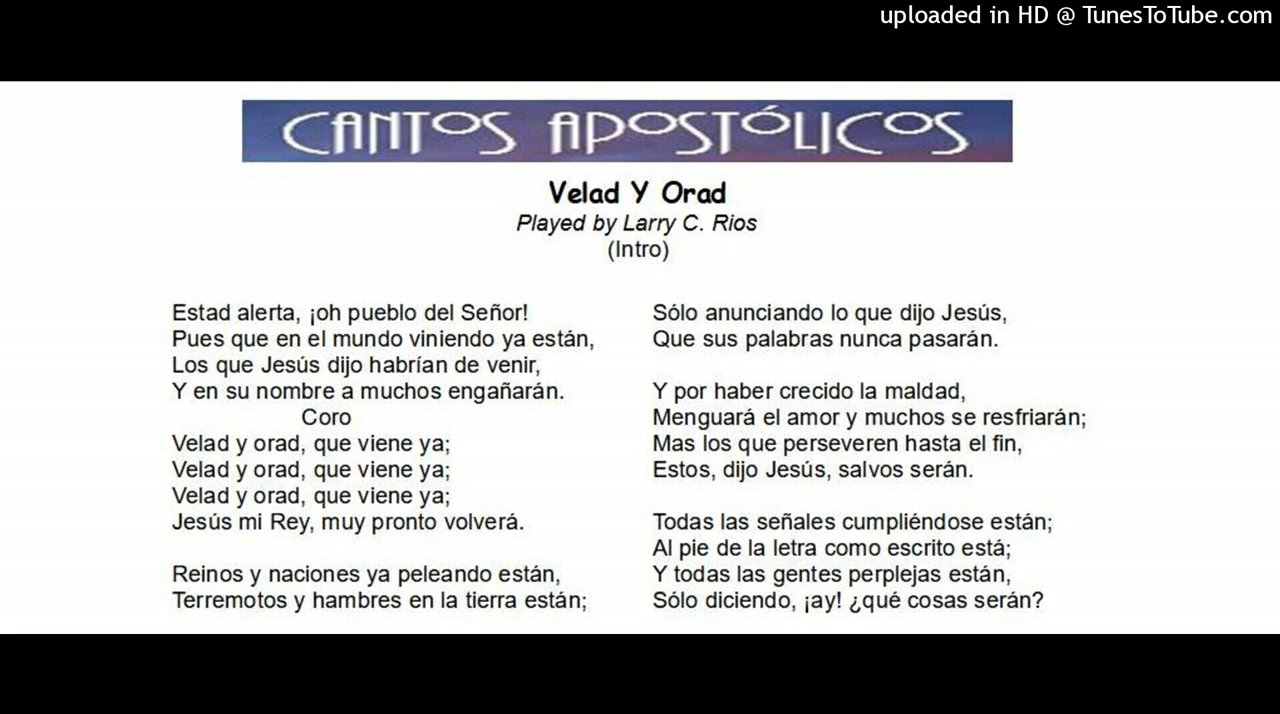 uploaded in HD @ TunesToTube.com
CANTOS APOSTÓLICOS
Velad Y Orad
Played by Larry C. Rios
(Intro)
Estad alerta, ¡oh pueblo del Señor!
Pues que en el mundo viniendo ya están,
Los que Jesús dijo habrían de venir,
Y en su nombre a muchos engañarán.
Coro
Velad y orad, que viene ya;
Velad y orad, que viene ya;
Velad y orad, que viene ya;
Jesús mi Rey, muy pronto volverá.
Reinos y naciones ya peleando están,
Terremotos y hambres en la tierra están;
Sólo anunciando lo que dijo Jesús,
Que sus palabras nunca pasarán.
Y por haber crecido la maldad,
Menguará el amor y muchos se resfriarán;
Mas los que perseveren hasta el fin,
Estos, dijo Jesús, salvos serán.
Todas las señales cumpliéndose están;
Al pie de la letra como escrito está;
Y todas las gentes perplejas están,
Sólo diciendo, ¡ay! ¿qué cosas serán?